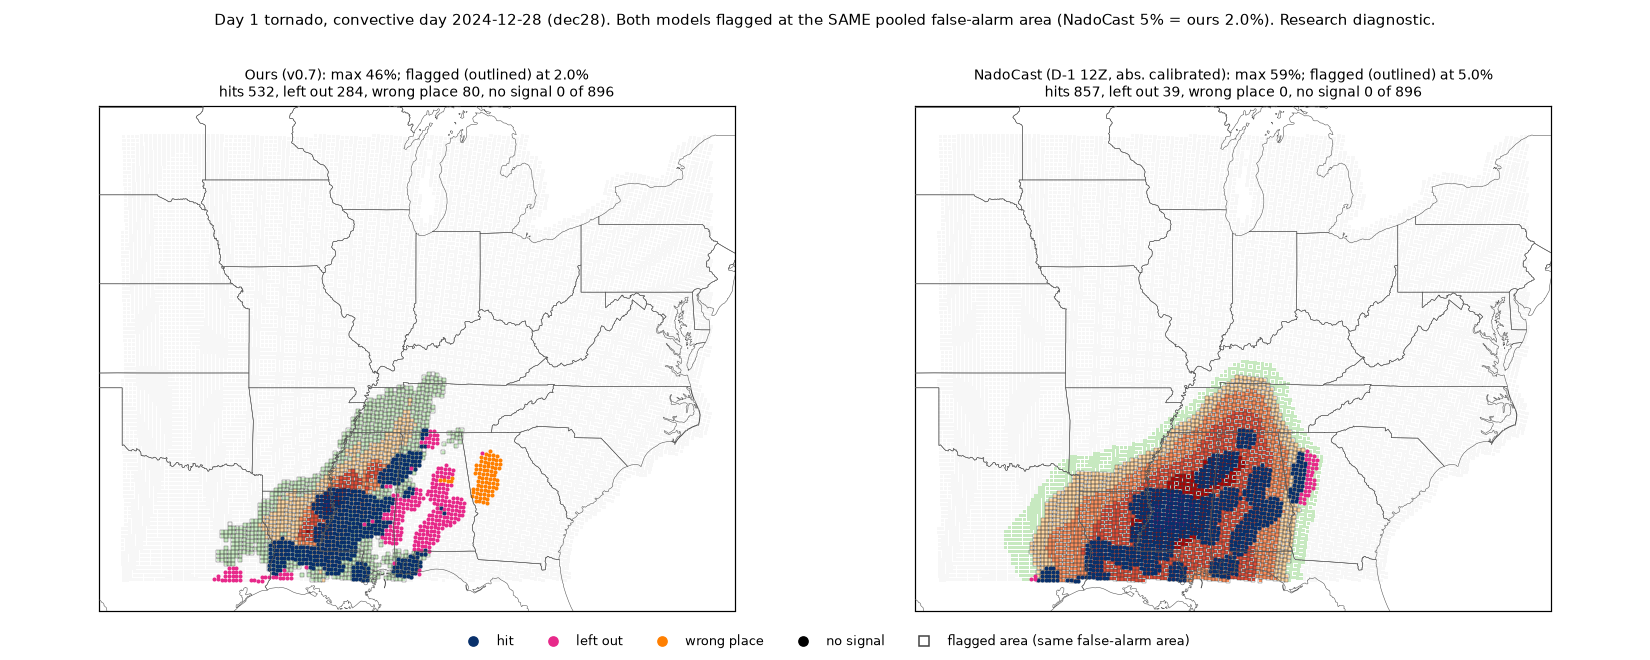 Day 1 tornado, convective day 2024-12-28 (dec28). Both models flagged at the SAME pooled false-alarm area (NadoCast 5% = ours 2.0%). Research diagnostic.
Ours (v0.7): max 46%; flagged (outlined) at 2.0%
hits 532, left out 284, wrong place 80, no signal 0 of 896
NadoCast (D-1 12Z, abs. calibrated): max 59%; flagged (outlined) at 5.0%
hits 857, left out 39, wrong place 0, no signal 0 of 896
hit left out wrong place no signal flagged area (same false-alarm area)